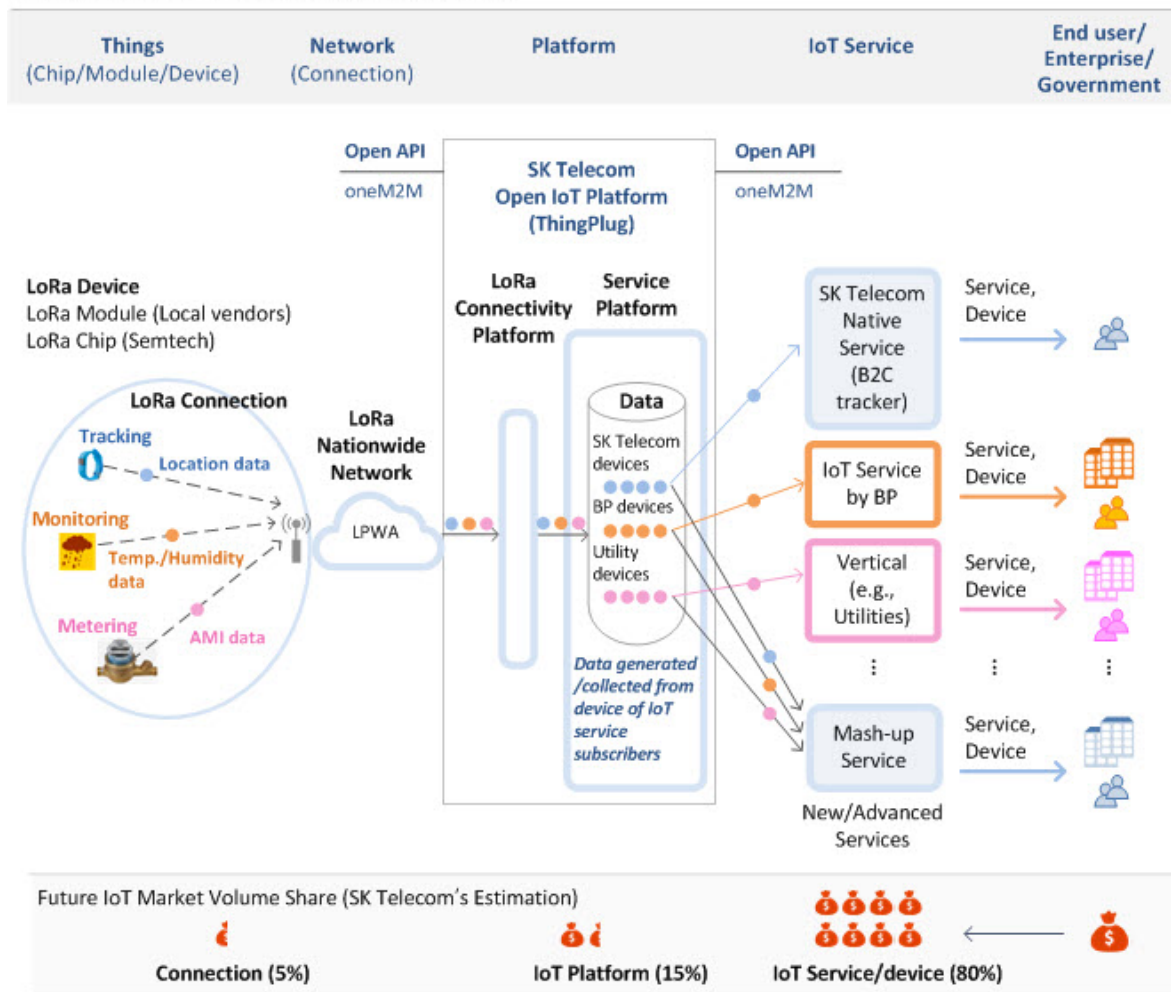 Things
(Chip/Module/Device)
Network
(Connection)
Platform
IoT Service
End user/
Enterprise/
Government
Open API
oneM2M
SK Telecom
Open IoT Platform
(ThingPlug)
Open API
oneM2M
LoRa Device
LoRa Module (Local vendors)
LoRa Chip (Semtech)
LoRa Connection
Tracking
Location data
Monitoring
Temp./Humidity
data
Metering
AMI data
LoRa
Nationwide
Network
LPWA
LoRa
Connectivity
Platform
Service
Platform
Data
SK Telecom
devices
BP devices
Utility
devices
Data generated
/collected from
device of IoT
service
subscribers
SK Telecom
Native
Service
(B2C
tracker)
Service,
Device
IoT Service
by BP
Service,
Device
Vertical
(e.g.,
Utilities)
Service,
Device
Mash-up
Service
Service,
Device
New/Advanced
Services
Future IoT Market Volume Share (SK Telecom's Estimation)
Connection (5%)
IoT Platform (15%)
IoT Service/device (80%)